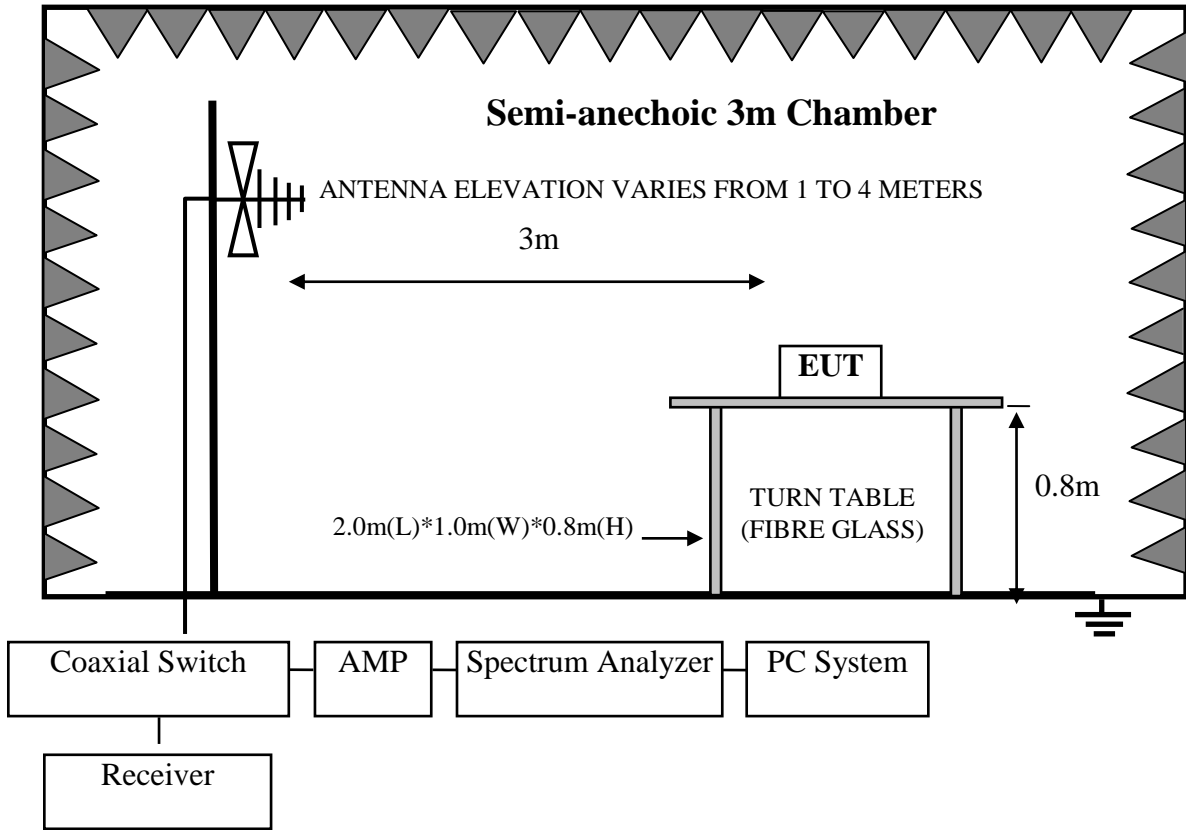 Semi-anechoic 3m Chamber
ANTENNA ELEVATION VARIES FROM 1 TO 4 METERS
3m
EUT
0.8m
TURN TABLE
(FIBRE GLASS)
2.0m(L)*1.0m(W)*0.8m(H)
Coaxial Switch
AMP
Spectrum Analyzer
PC System
Receiver